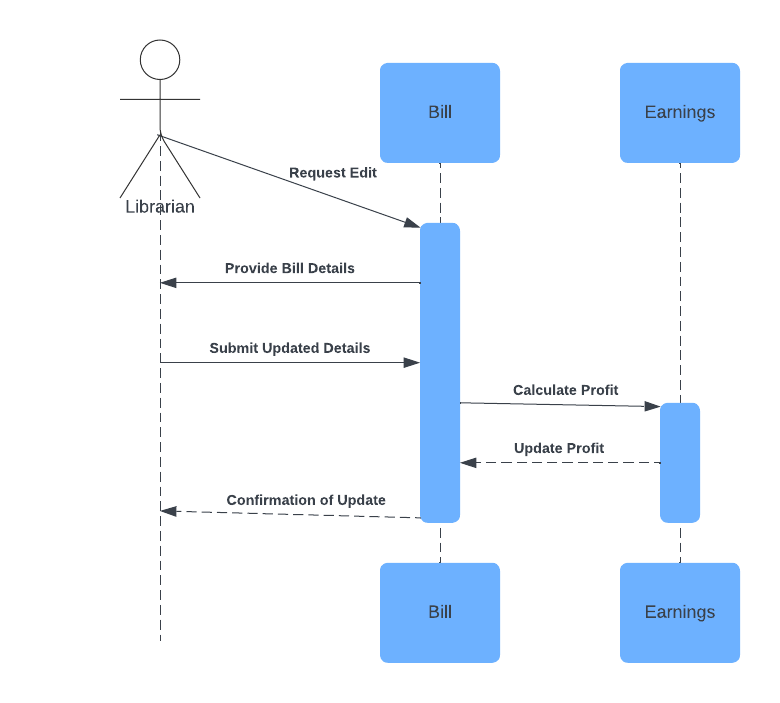 Bill
Earnings
Request Edit
Librarian
Provide Bill Details
Submit Updated Details
Calculate Profit
Update Profit
Confirmation of Update
Bill
Earnings